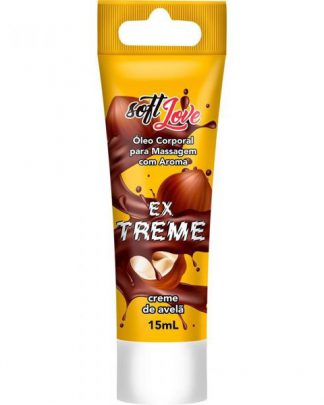 soft Love
Óleo Corporal
para Massagem
com Aroma
EX
TREME
creme
de avelã
15mL